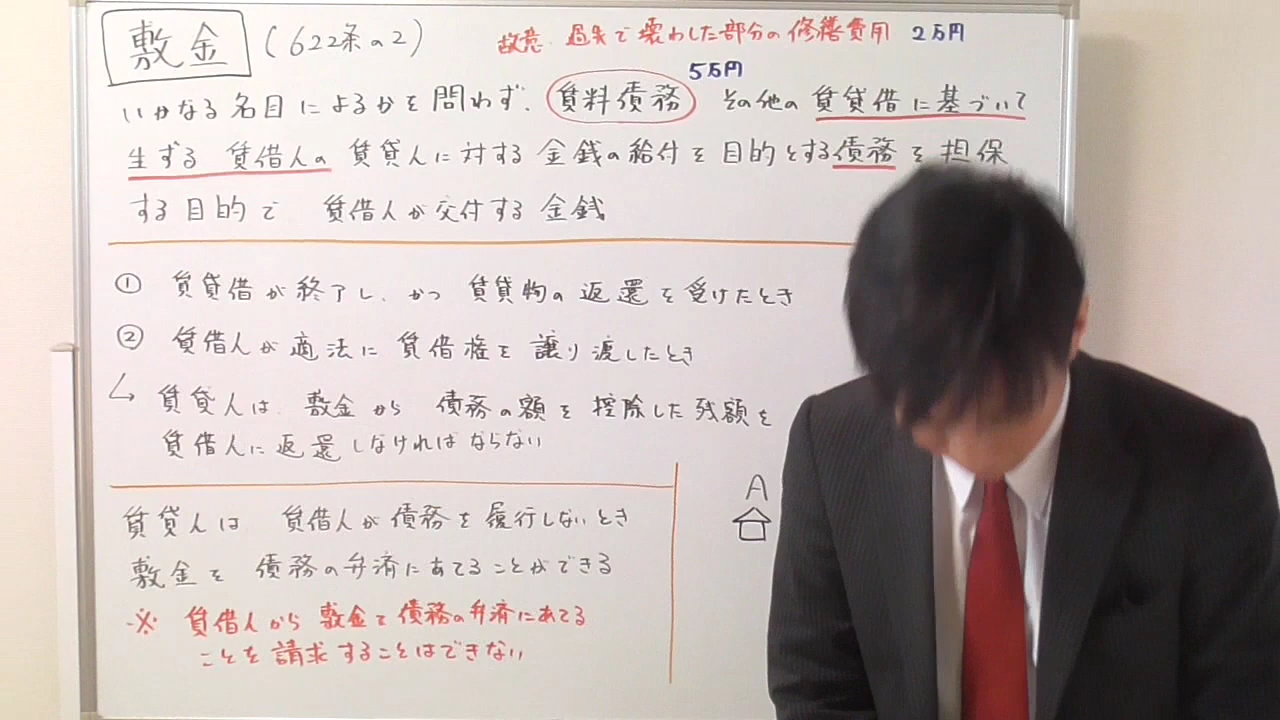 敷金 (622条の2)
故意・過失で壊わした部分の修繕費用 2万円
5万円
いかなる名目によるかを問わず、賃料債務 その他の賃貸借に基づいて
生ずる 賃借人の 賃貸人に対する 金銭の給付を目的とする債務を担保
する目的で 賃借人が交付する金銭
① 賃貸借が終了し、かつ 賃貸物の返還を受けたとき
② 賃借人が適法に賃借権を譲り渡したとき
↳ 賃貸人は、敷金から 債務の額を控除した残額を
賃借人に返還しなければならない
A
賃貸人は 賃借人が債務を履行しないとき
敷金を 債務の弁済にあてることができる
※ 賃借人から敷金で債務の弁済にあてる
ことを請求することはできない